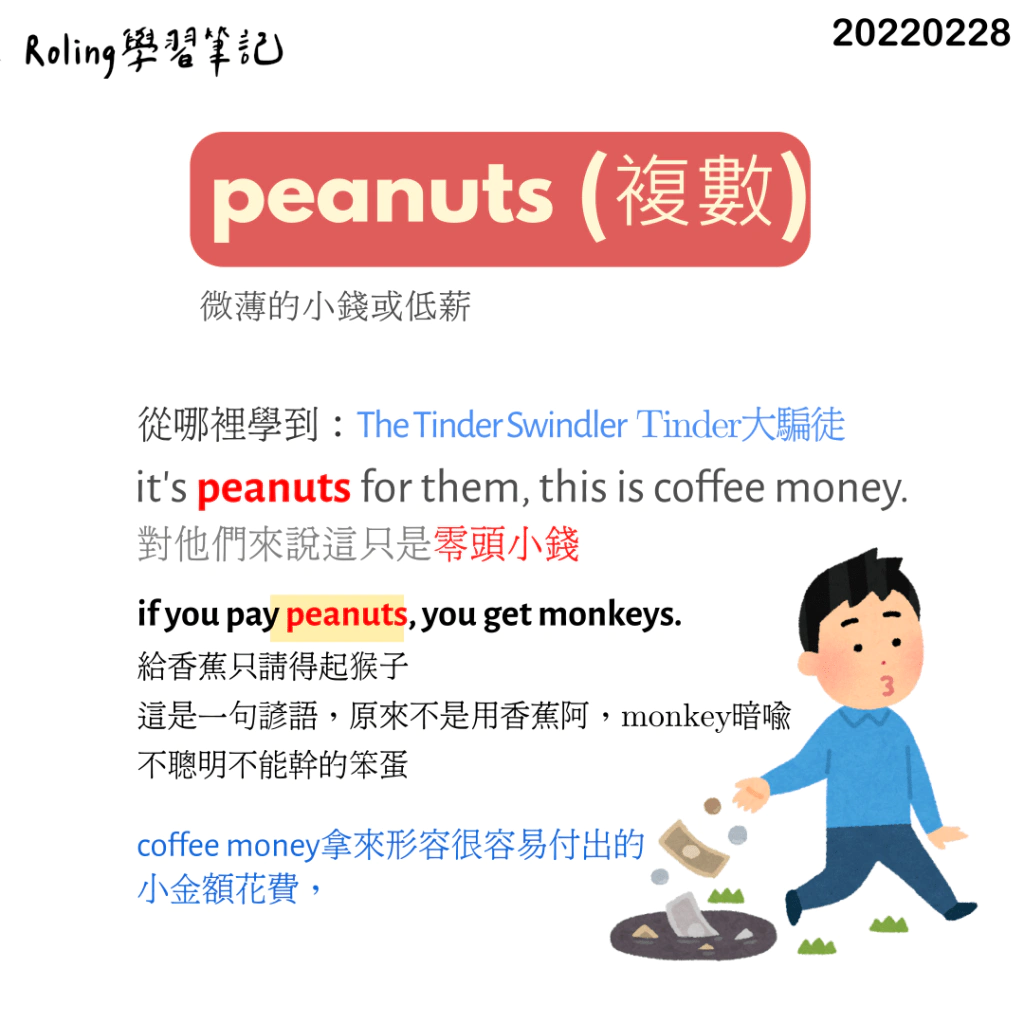 Roling學習筆記
20220228
peanuts (複數)
微薄的小錢或低薪
從哪裡學到：The Tinder Swindler Tinder大騙徒
it's peanuts for them, this is coffee money.
對他們來說這只是零頭小錢
if you pay peanuts, you get monkeys.
給香蕉只請得起猴子
這是一句諺語，原來不是用香蕉阿，monkey暗喻
不聰明不能幹的笨蛋
coffee money拿來形容很容易付出的
小金額花費，